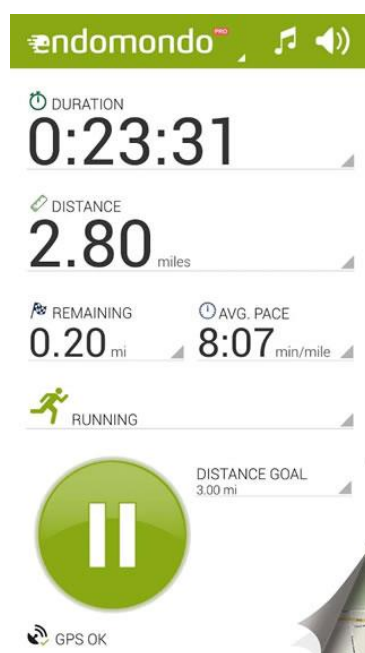 endomondo PRO
DURATION
0:23:31
DISTANCE
2.80 miles
REMAINING
0.20 mi
AVG. PACE
8:07 min/mile
RUNNING
DISTANCE GOAL
3.00 mi
GPS OK